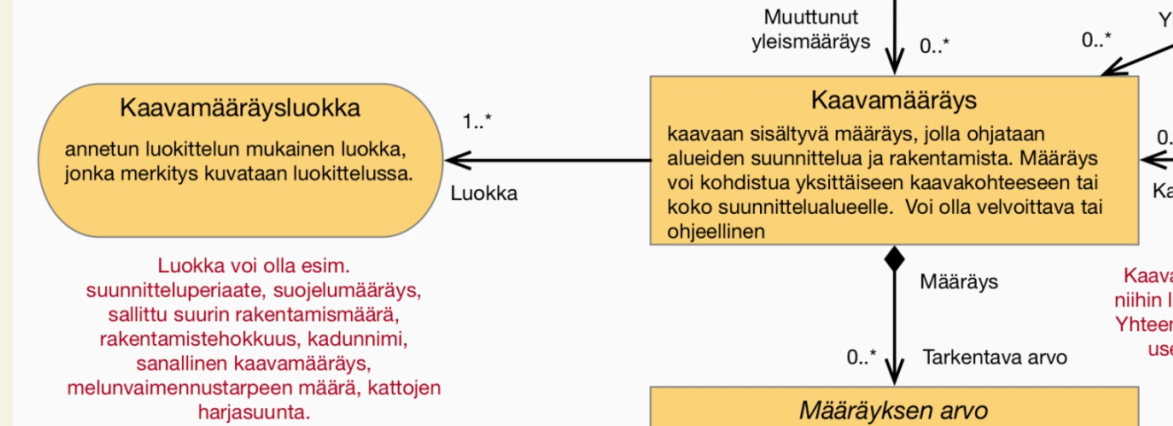 Muuttunut
yleismääräys
0..*
0..*
Kaavamääräysluokka
annetun luokittelun mukainen luokka,
jonka merkitys kuvataan luokittelussa.
1..*
Luokka
Kaavamääräys
kaavaan sisältyvä määräys, jolla ohjataan
alueiden suunnittelua ja rakentamista. Määräys
voi kohdistua yksittäiseen kaavakohteeseen tai
koko suunnittelualueelle. Voi olla velvoittava tai
ohjeellinen
Luokka voi olla esim.
suunnitteluperiaate, suojelumääräys,
sallittu suurin rakentamismäärä,
rakentamistehokkuus, kadunnimi,
sanallinen kaavamääräys,
melunvaimennustarpeen määrä, kattojen
harjasuunta.
Määräys
0..*
Tarkentava arvo
niihin
Määräyksen arvo